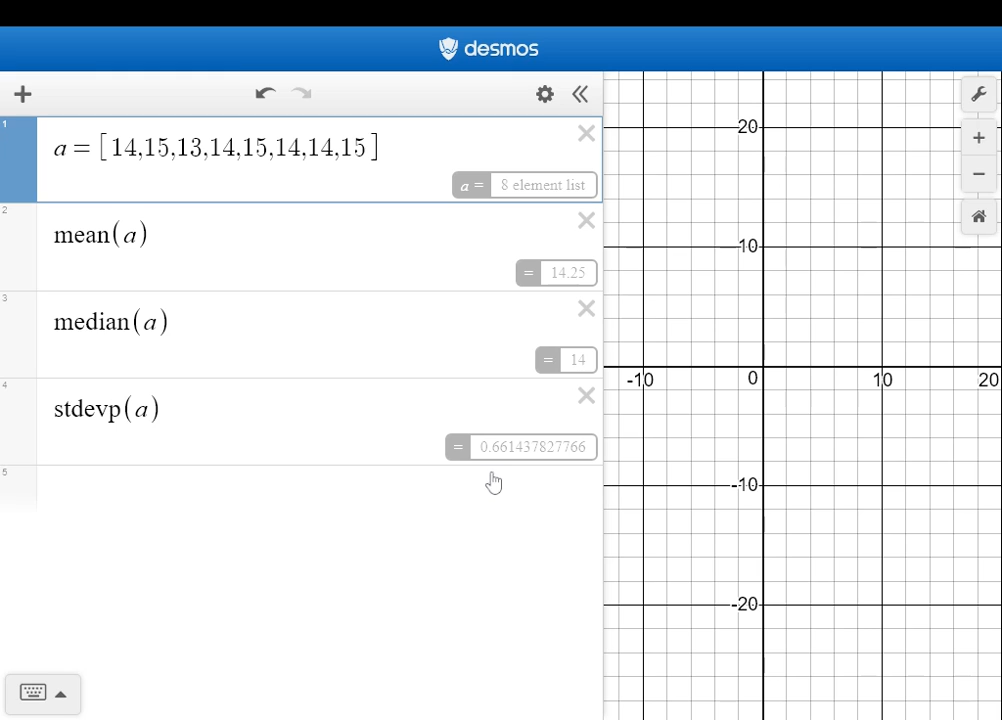 desmos
1
a = [14,15,13,14,15,14,14,15]
a = 8 element list
2
mean(a)
= 14.25
3
median(a)
= 14
4
stdevp(a)
= 0.661437827766
5
20
10
-10 0 10 20
-10
-20